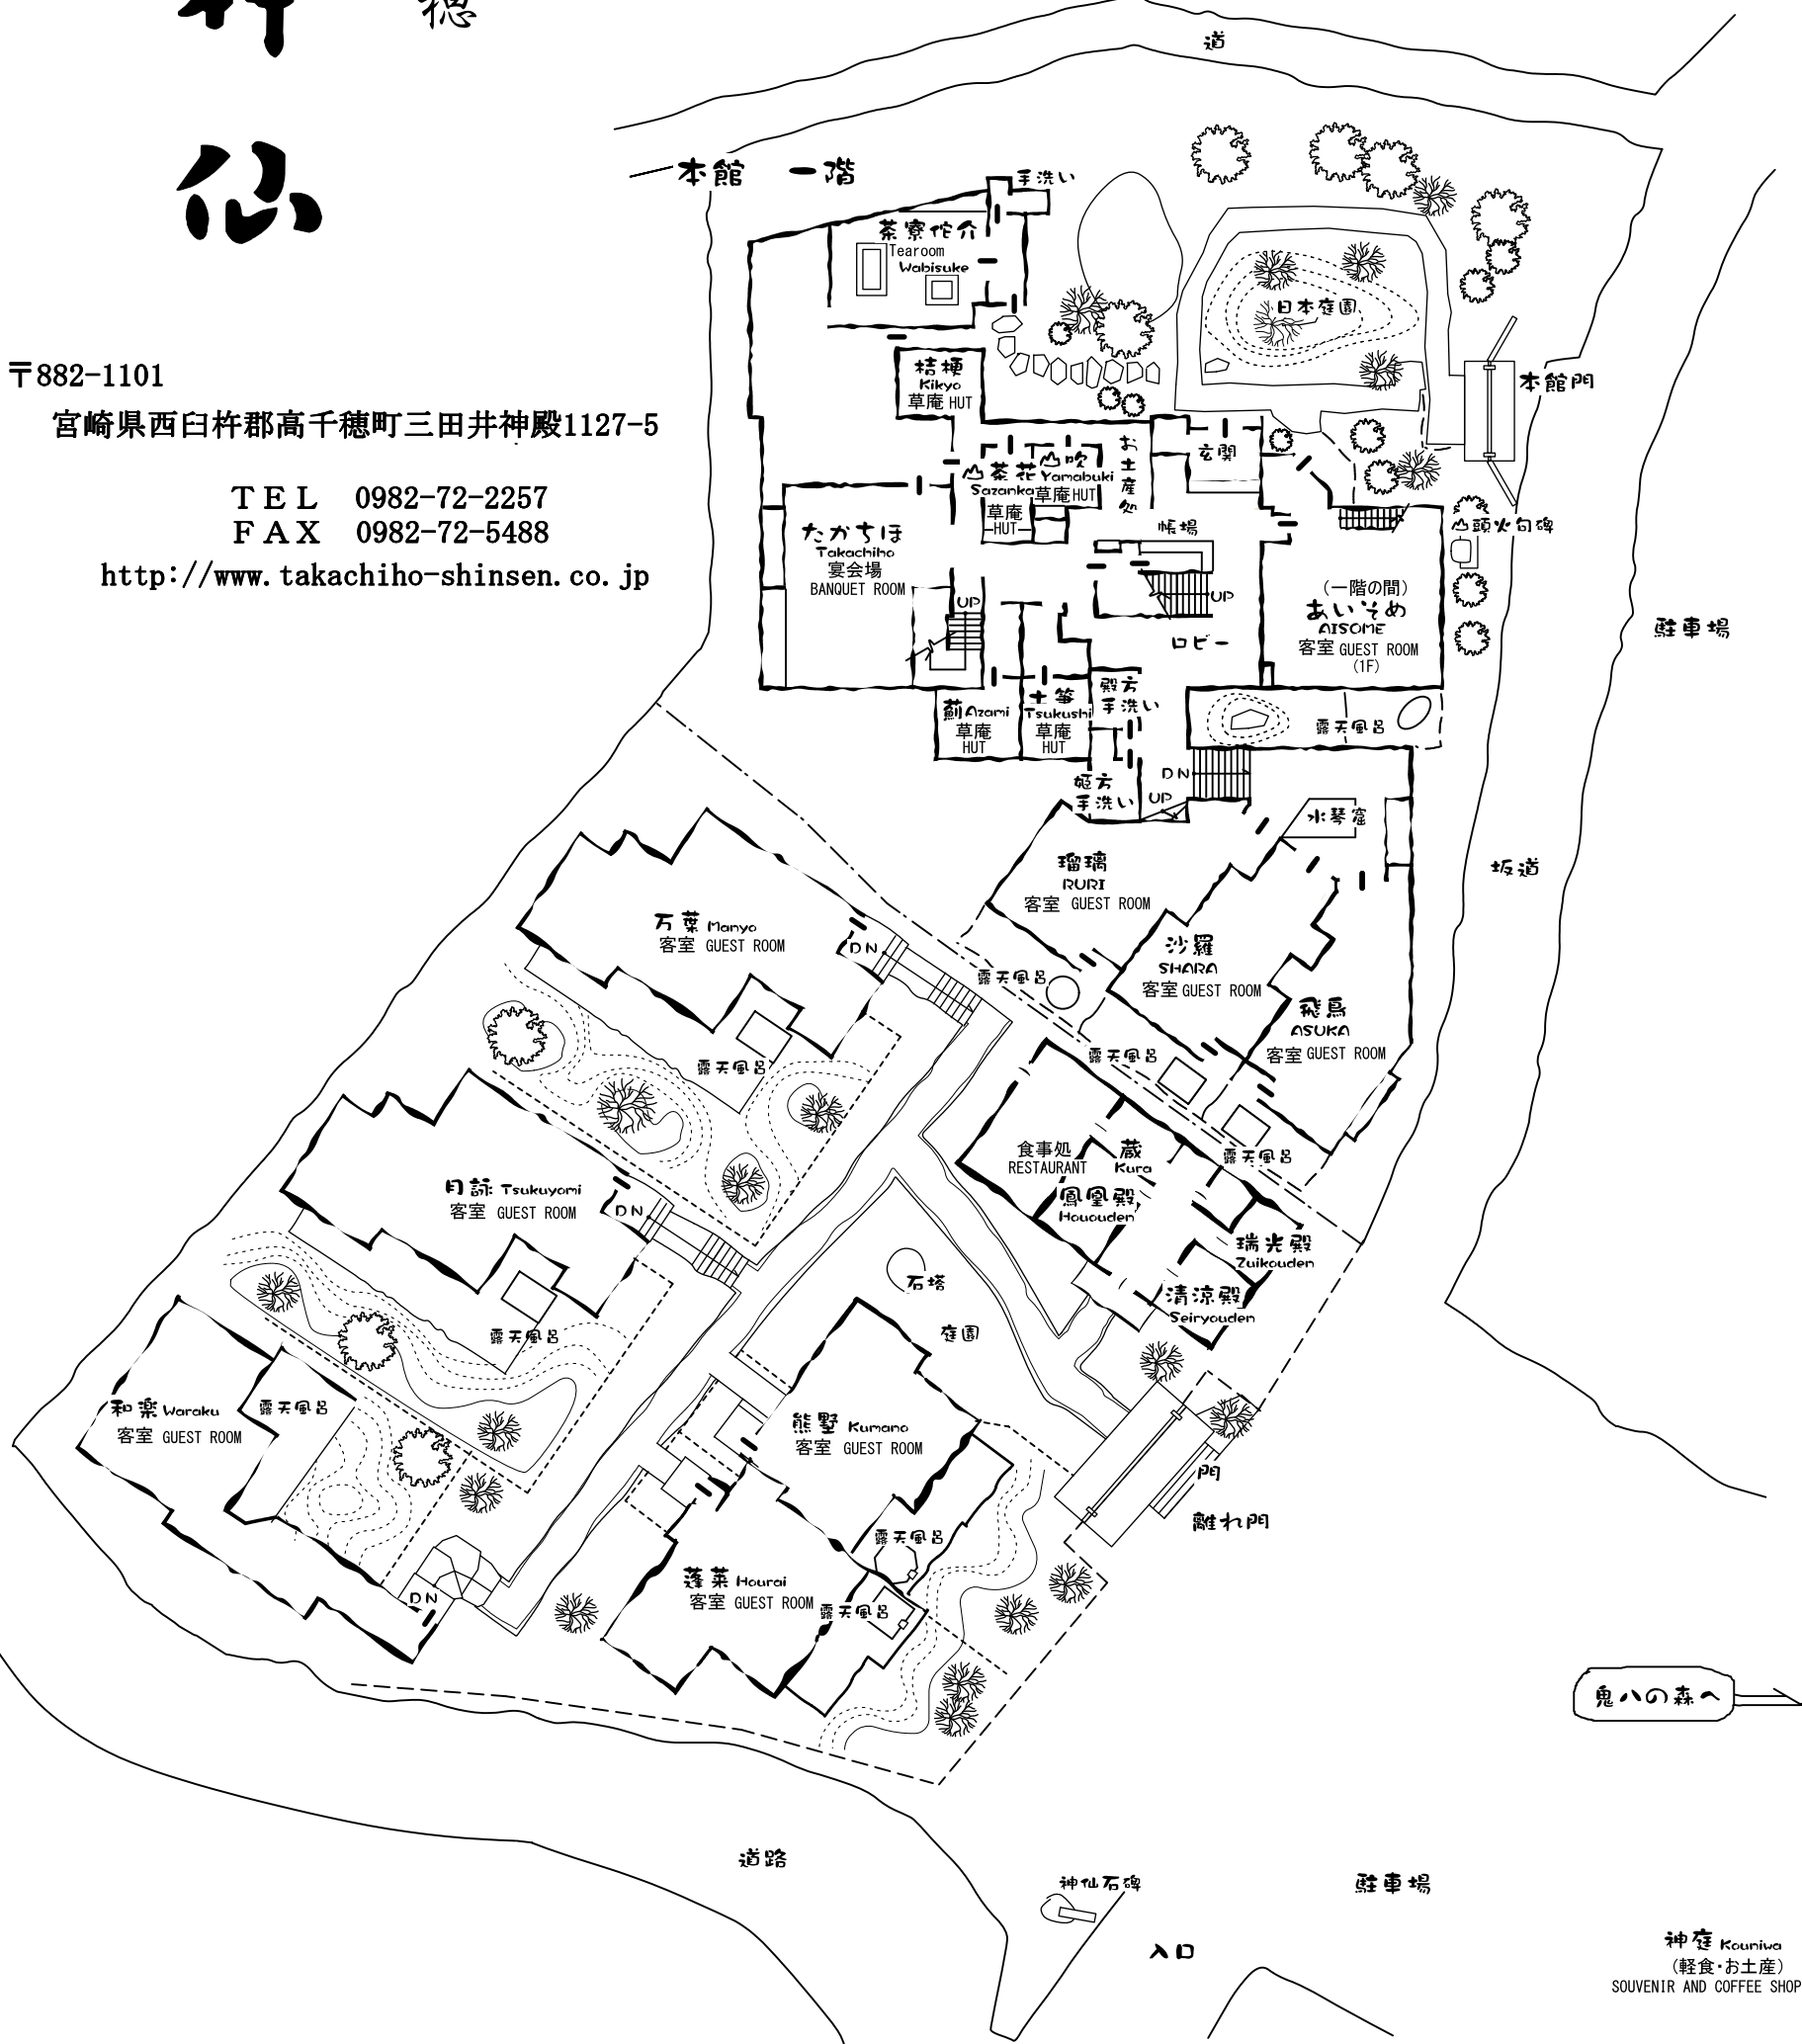 神
仙
穂
〒882-1101
宮崎県西臼杵郡高千穂町三田井神殿1127-5
ＴＥＬ　0982-72-2257
ＦＡＸ　0982-72-5488
http://www.takachiho-shinsen.co.jp
道
本館　一階
手洗い
茶寮侘介
Tearoom
Wabisuke
日本庭園
本館門
桔梗
Kikyo
草庵 HUT
お土産処
玄関
山茶花
Sazanka
草庵
HUT
山吹
Yamabuki
草庵 HUT
帳場
山頭火句碑
たかちほ
Takachiho
宴会場
BANQUET ROOM
UP
UP
ロビー
（一階の間）
あいぞめ
AISOME
客室 GUEST ROOM
(1F)
駐車場
薊 Azami
草庵
HUT
土筆
Tsukushi
草庵
HUT
殿方
手洗い
露天風呂
姫方
手洗い
DN
UP
水琴窟
坂道
瑠璃
RURI
客室 GUEST ROOM
沙羅
SHARA
客室 GUEST ROOM
飛鳥
ASUKA
客室 GUEST ROOM
露天風呂
露天風呂
露天風呂
万葉 Manyo
客室 GUEST ROOM
DN
露天風呂
食事処
RESTAURANT
蔵
Kura
鳳凰殿
Hououden
瑞光殿
Zuikouden
清涼殿
Seiryouden
月詠 Tsukuyomi
客室 GUEST ROOM
DN
露天風呂
石塔
庭園
和楽 Waraku
客室 GUEST ROOM
露天風呂
DN
熊野 Kumano
客室 GUEST ROOM
露天風呂
門
離れ門
蓬莱 Hourai
客室 GUEST ROOM
露天風呂
鬼八の森へ
道路
神仙石碑
駐車場
入口
神庭 Kouniwa
（軽食・お土産）
SOUVENIR AND COFFEE SHOP